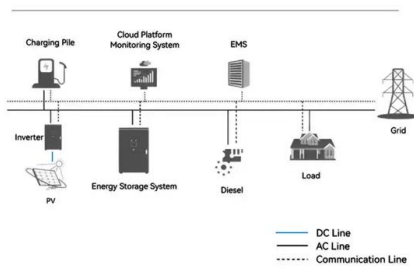 Charging Pile
Cloud Platform
Monitoring System
EMS
Grid
Inverter
PV
Energy Storage System
Diesel
Load
DC Line
AC Line
Communication Line